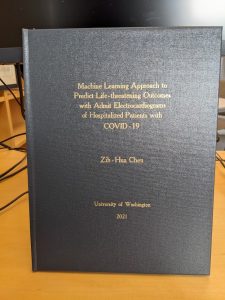 Machine Learning Approach to
Predict Life-threatening Outcomes
with Admit Electrocardiograms
of Hospitalized Patients with
COVID-19
Zih-Hua Chen
University of Washington
2021